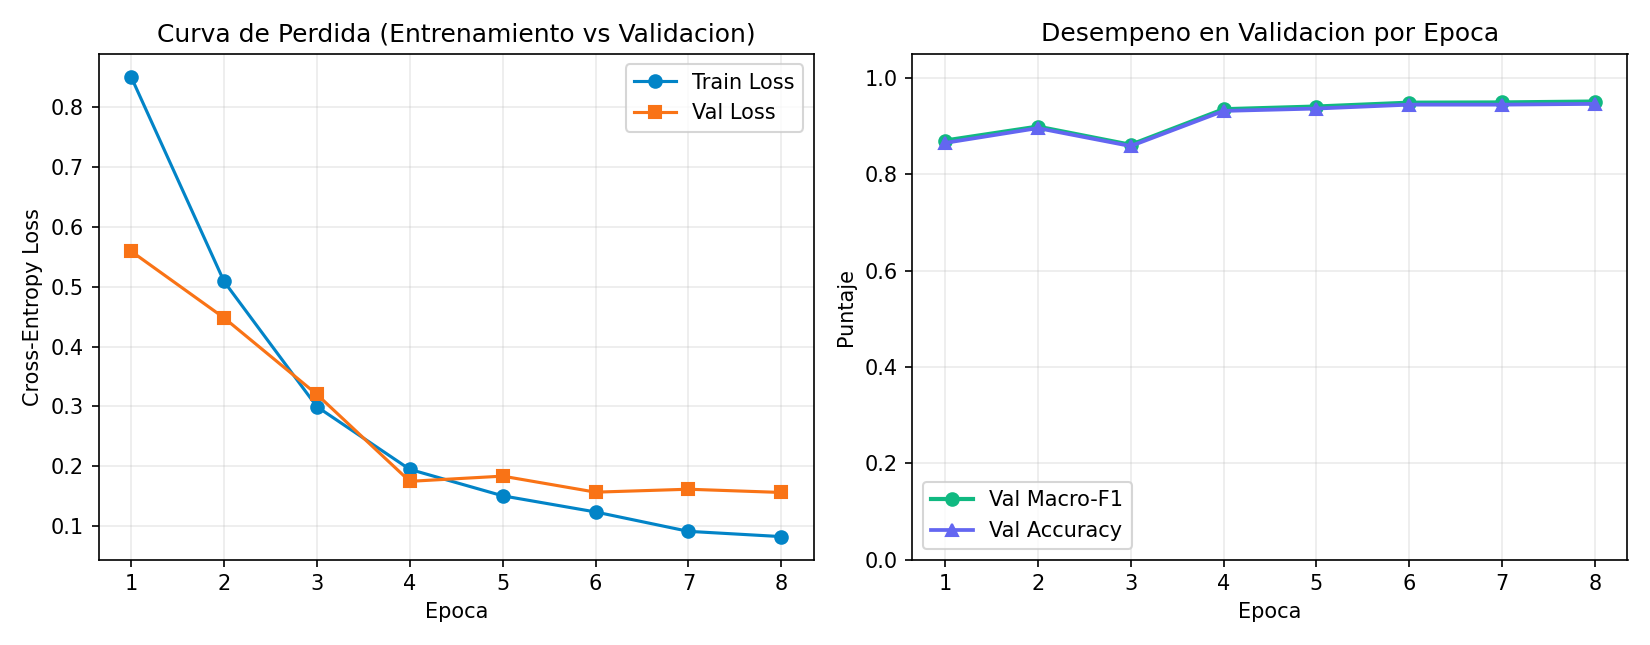 Curva de Perdida (Entrenamiento vs Validacion)
Train Loss
Val Loss
Cross-Entropy Loss
0.8
0.7
0.6
0.5
0.4
0.3
0.2
0.1
1 2 3 4 5 6 7 8
Epoca
Desempeno en Validacion por Epoca
Puntaje
1.0
0.8
0.6
0.4
0.2
0.0
Val Macro-F1
Val Accuracy
1 2 3 4 5 6 7 8
Epoca